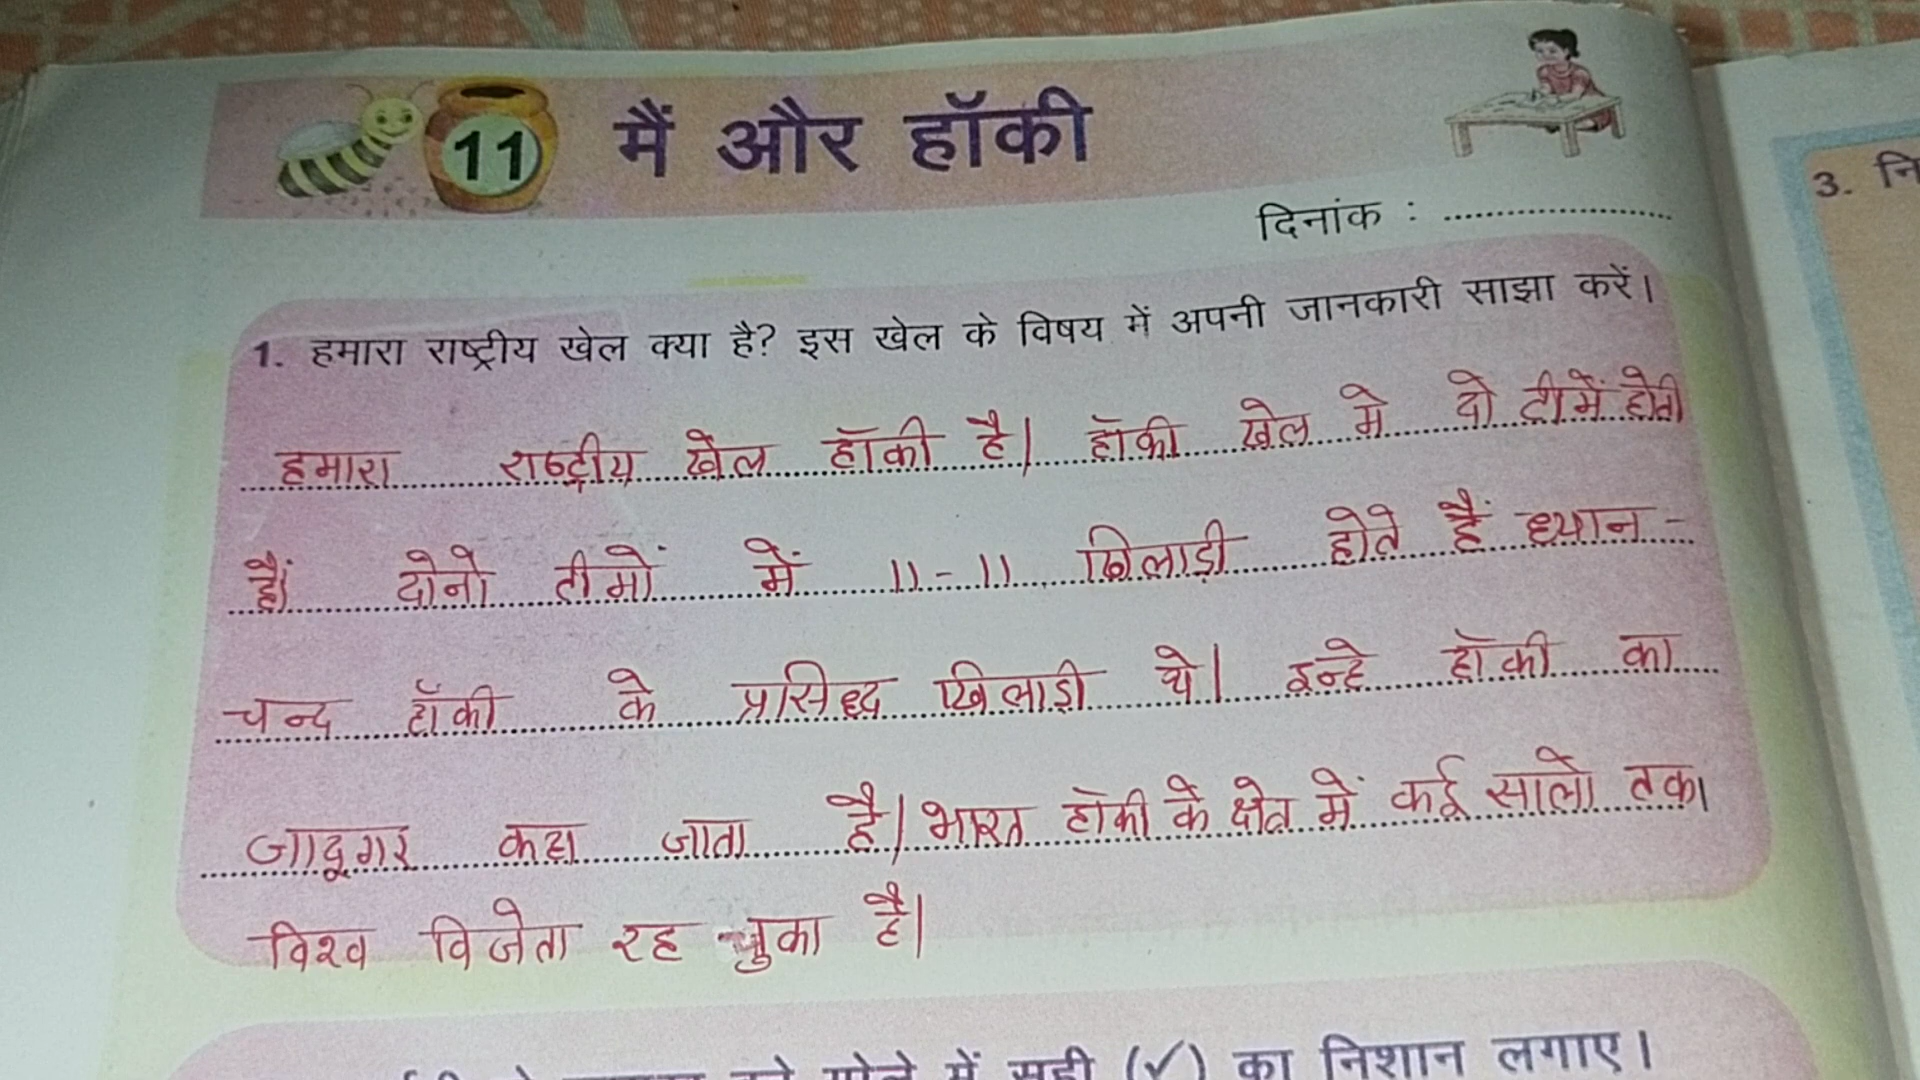 11 मैं और हॉकी
दिनांक : ........................
3. नि
1. हमारा राष्ट्रीय खेल क्या है? इस खेल के विषय में अपनी जानकारी साझा करें।
हमारा राष्ट्रीय खेल हॉकी है। हॉकी खेल मे दो टीमें होती
हैं। दोनो टीमों में 11-11 खिलाड़ी होते हैं ध्यान-
चन्द हॉकी के प्रसिध्द खिलाड़ी थे। इन्हे हॉकी का
जादूगर कहा जाता है। भारत हॉकी के क्षेत्र में कई सालो तक।
विश्व विजेता रह चुका है।
में सही (✓) का निशान लगाए।